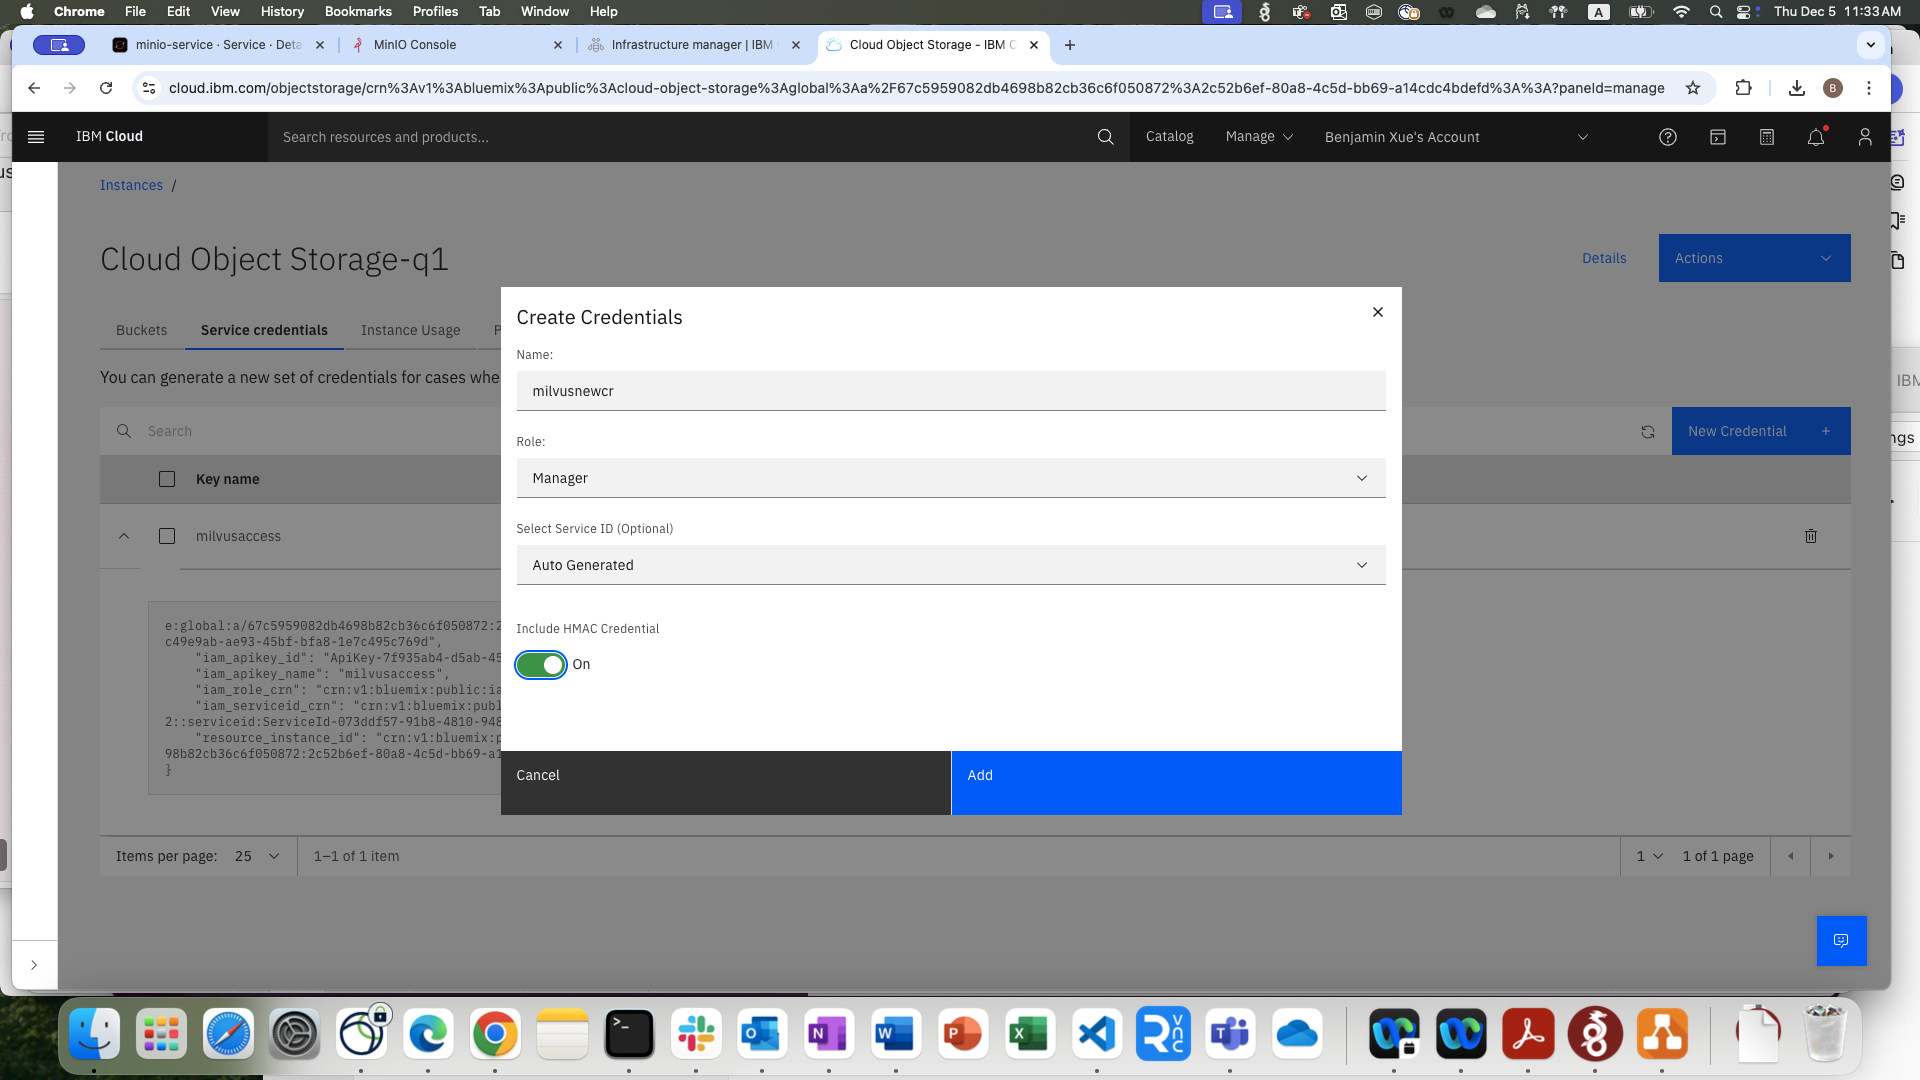 Chrome File Edit View History Bookmarks Profiles Tab Window Help
A Thu Dec 5 11:33 AM
minio-service · Service · Deta
MinIO Console
Infrastructure manager | IBM
Cloud Object Storage - IBM C
cloud.ibm.com/objectstorage/crn%3Av1%3Abluemix%3Apublic%3Acloud-object-storage%3Aglobal%3Aa%2F67c5959082db4698b82cb36c6f050872%3A2c52b6ef-80a8-4c5d-bb69-a14cdc4bdefd%3A%3A?paneId=manage
B
IBM Cloud
Search resources and products...
Catalog
Manage
Benjamin Xue's Account
Instances /
Cloud Object Storage-q1
Details
Actions
Buckets
Service credentials
Instance Usage
P
You can generate a new set of credentials for cases whe
Search
New Credential +
Key name
milvusaccess
e:global:a/67c5959082db4698b82cb36c6f050872:2
c49e9ab-ae93-45bf-bfa8-1e7c495c769d",
"iam_apikey_id": "ApiKey-7f935ab4-d5ab-45
"iam_apikey_name": "milvusaccess",
"iam_role_crn": "crn:v1:bluemix:public:ia
"iam_serviceid_crn": "crn:v1:bluemix:publ
2::serviceid:ServiceId-073ddf57-91b8-4810-948
"resource_instance_id": "crn:v1:bluemix:p
98b82cb36c6f050872:2c52b6ef-80a8-4c5d-bb69-a1
}
Items per page: 25
1–1 of 1 item
1
1 of 1 page
Create Credentials
Name:
milvusnewcr
Role:
Manager
Select Service ID (Optional)
Auto Generated
Include HMAC Credential
On
Cancel
Add
IBM
ngs